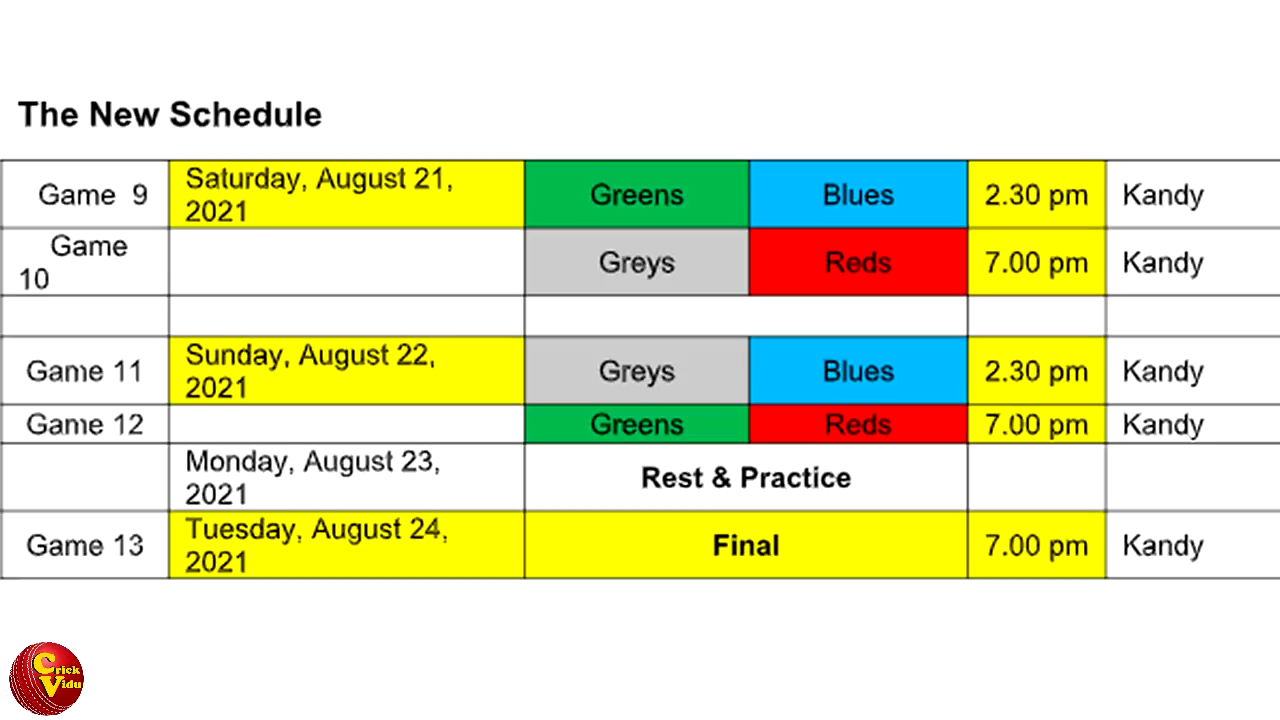 The New Schedule
Game 9 Saturday, August 21, 2021 Greens Blues 2.30 pm Kandy
Game 10 Greys Reds 7.00 pm Kandy
Game 11 Sunday, August 22, 2021 Greys Blues 2.30 pm Kandy
Game 12 Greens Reds 7.00 pm Kandy
Monday, August 23, 2021 Rest & Practice
Game 13 Tuesday, August 24, 2021 Final 7.00 pm Kandy
Crick
Vidu